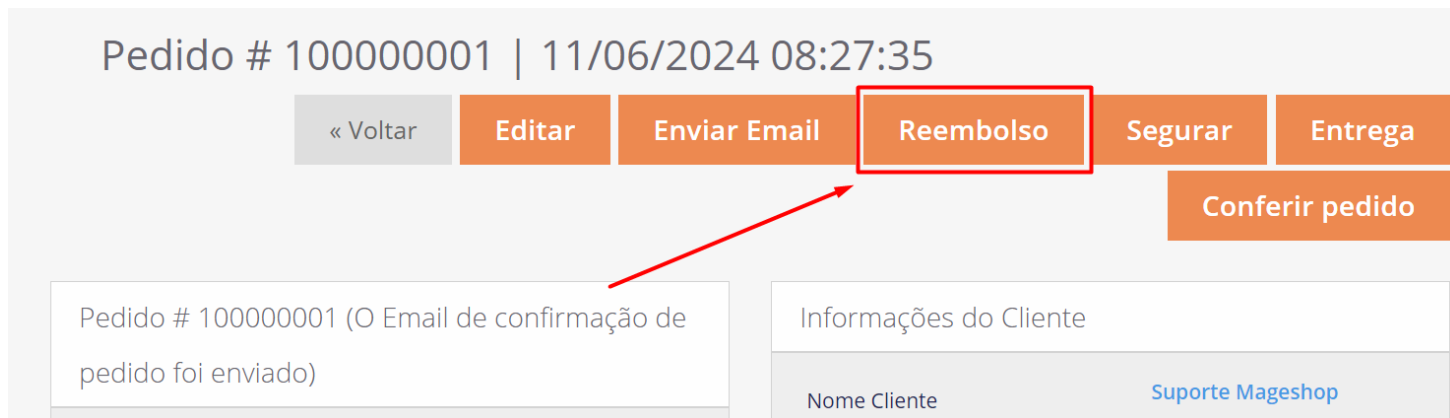 Pedido # 100000001 | 11/06/2024 08:27:35
« Voltar Editar Enviar Email Reembolso Segurar Entrega
Conferir pedido
Pedido # 100000001 (O Email de confirmação de
pedido foi enviado)
Informações do Cliente
Nome Cliente Suporte Mageshop